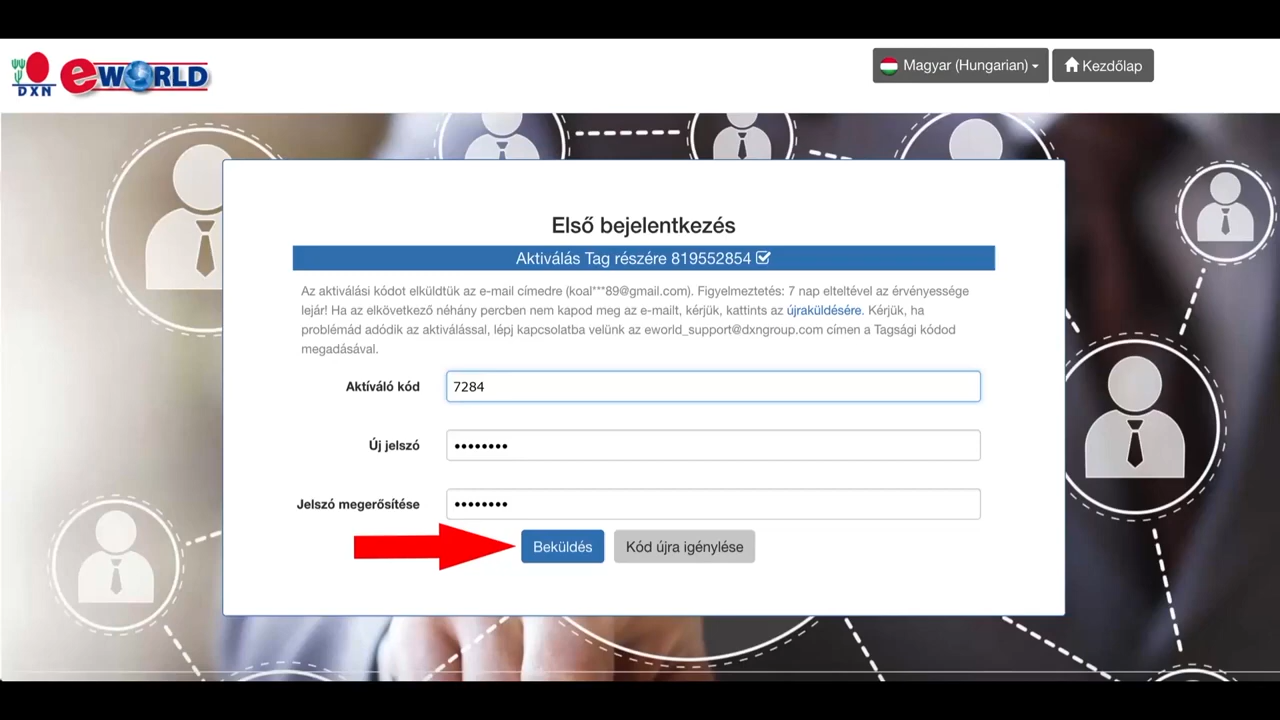 DXN
eWORLD
Magyar (Hungarian)
Kezdőlap
Első bejelentkezés
Aktiválás Tag részére 819552854
Az aktiválási kódot elküldtük az e-mail címedre (koal***89@gmail.com). Figyelmeztetés: 7 nap elteltével az érvényessége
lejár! Ha az elkövetkező néhány percben nem kapod meg az e-mailt, kérjük, kattints az újraküldésére. Kérjük, ha
problémád adódik az aktiválással, lépj kapcsolatba velünk az eworld_support@dxngroup.com címen a Tagsági kódod
megadásával.
Aktíváló kód
7284
Új jelszó
••••••••
Jelszó megerősítése
••••••••
Beküldés
Kód újra igénylése